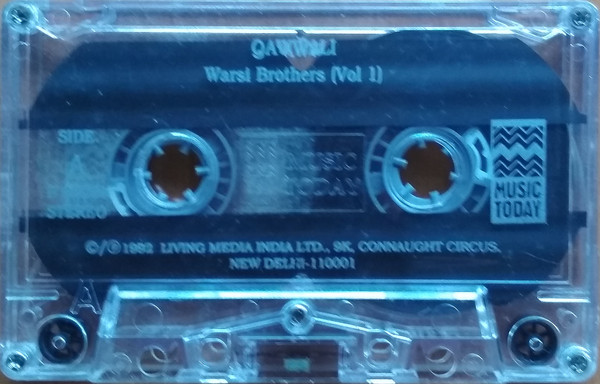 QAWWALI
Warsi Brothers (Vol 1)
SIDE
A
STEREO
MUSIC
TODAY
MUSIC
TODAY
©/℗ 1992 LIVING MEDIA INDIA LTD., 9K, CONNAUGHT CIRCUS,
NEW DELHI-110001
A